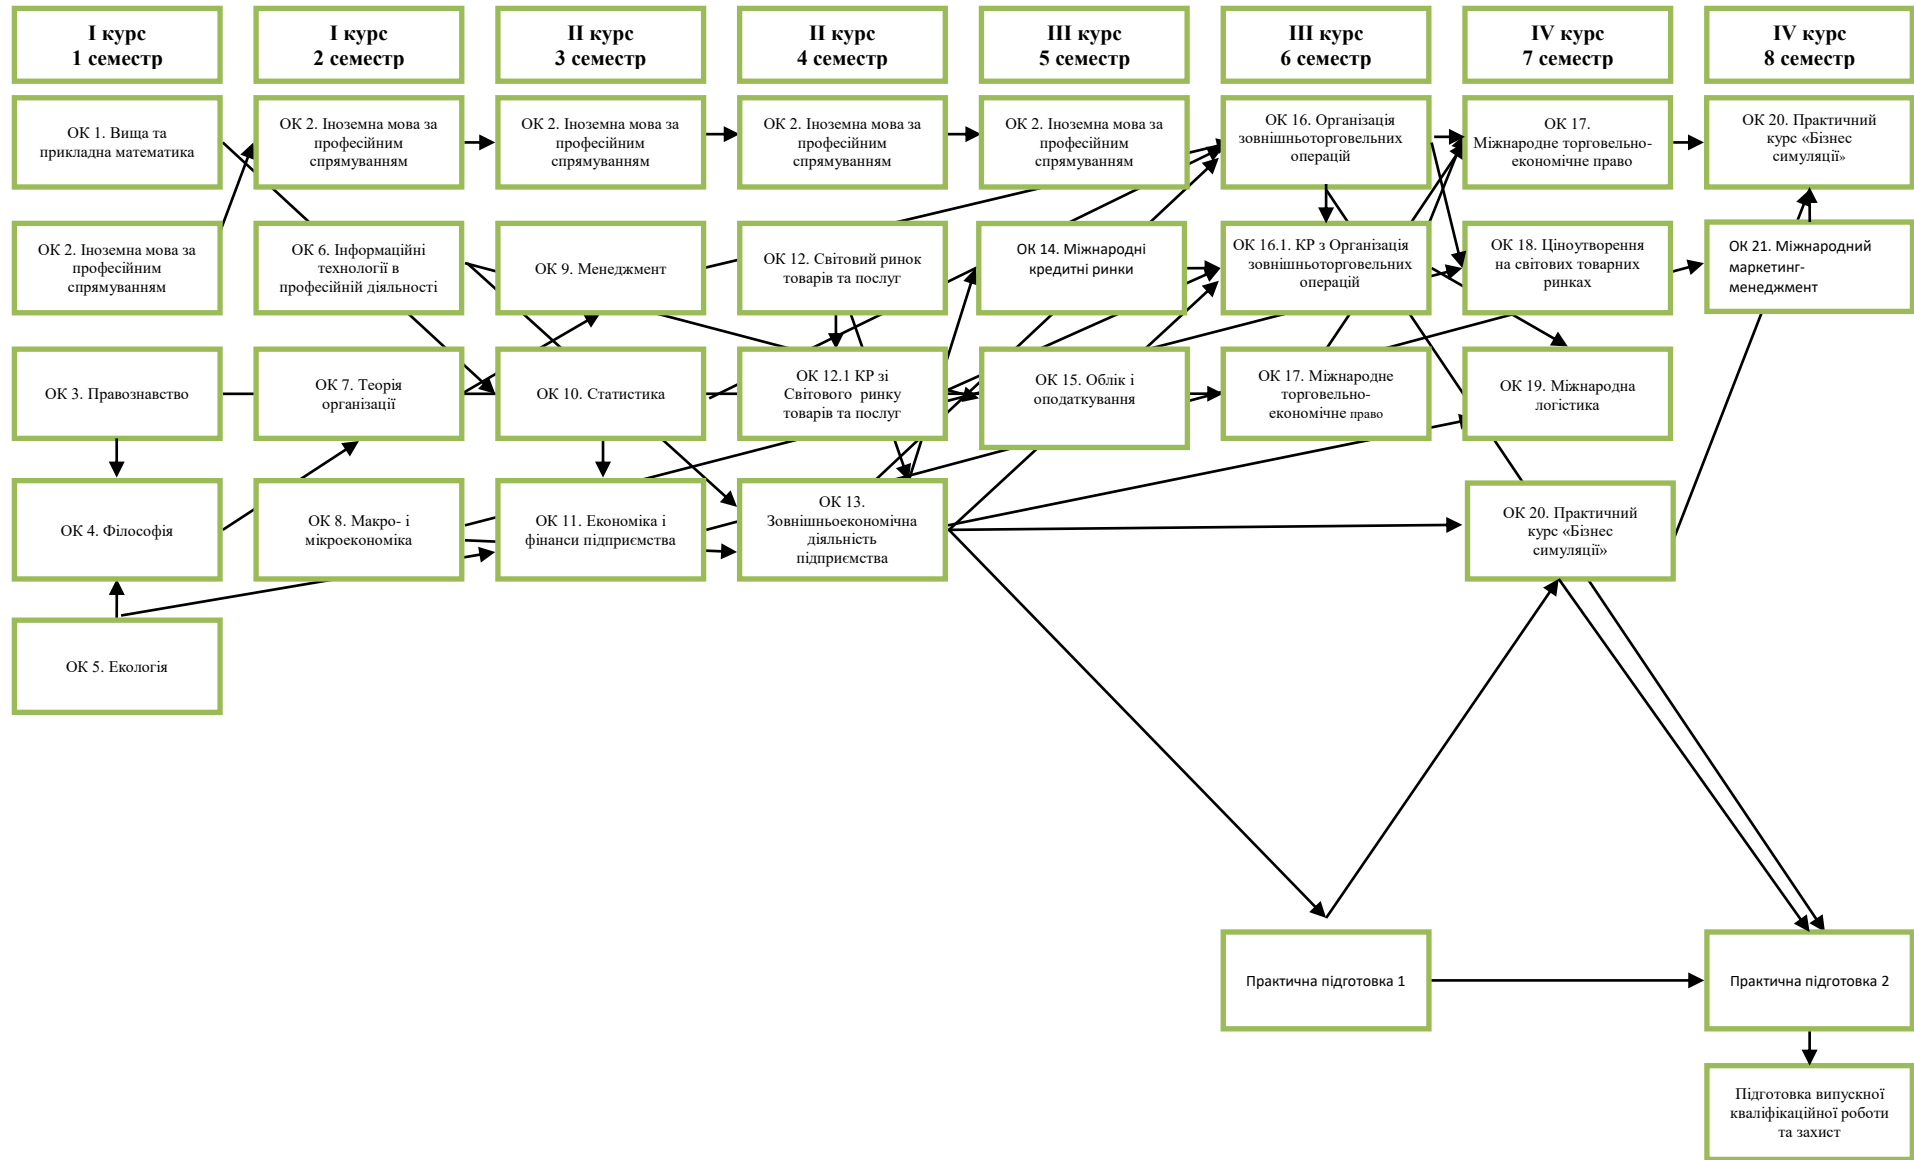 І курс
1 семестр
І курс
2 семестр
ІІ курс
3 семестр
ІІ курс
4 семестр
ІІІ курс
5 семестр
ІІІ курс
6 семестр
IV курс
7 семестр
IV курс
8 семестр
ОК 1. Вища та
прикладна математика
ОК 2. Іноземна мова за
професійним
спрямуванням
ОК 2. Іноземна мова за
професійним
спрямуванням
ОК 2. Іноземна мова за
професійним
спрямуванням
ОК 2. Іноземна мова за
професійним
спрямуванням
ОК 16. Організація
зовнішньоторговельних
операцій
ОК 17.
Міжнародне торговельно-
економічне право
ОК 20. Практичний
курс «Бізнес
симуляції»
ОК 2. Іноземна мова за
професійним
спрямуванням
ОК 6. Інформаційні
технології в
професійній діяльності
ОК 9. Менеджмент
ОК 12. Світовий ринок
товарів та послуг
ОК 14. Міжнародні
кредитні ринки
ОК 16.1. КР з Організація
зовнішньоторговельних
операцій
ОК 18. Ціноутворення
на світових товарних
ринках
ОК 21. Міжнародний
маркетинг-
менеджмент
ОК 3. Правознавство
ОК 7. Теорія
організації
ОК 10. Статистика
ОК 12.1 КР зі
Світового ринку
товарів та послуг
ОК 15. Облік і
оподаткування
ОК 17. Міжнародне
торговельно-
економічне право
ОК 19. Міжнародна
логістика
ОК 4. Філософія
ОК 8. Макро- і
мікроекономіка
ОК 11. Економіка і
фінанси підприємства
ОК 13.
Зовнішньоекономічна
діяльність
підприємства
ОК 20. Практичний
курс «Бізнес
симуляції»
ОК 5. Екологія
Практична підготовка 1
Практична підготовка 2
Підготовка випускної
кваліфікаційної роботи
та захист